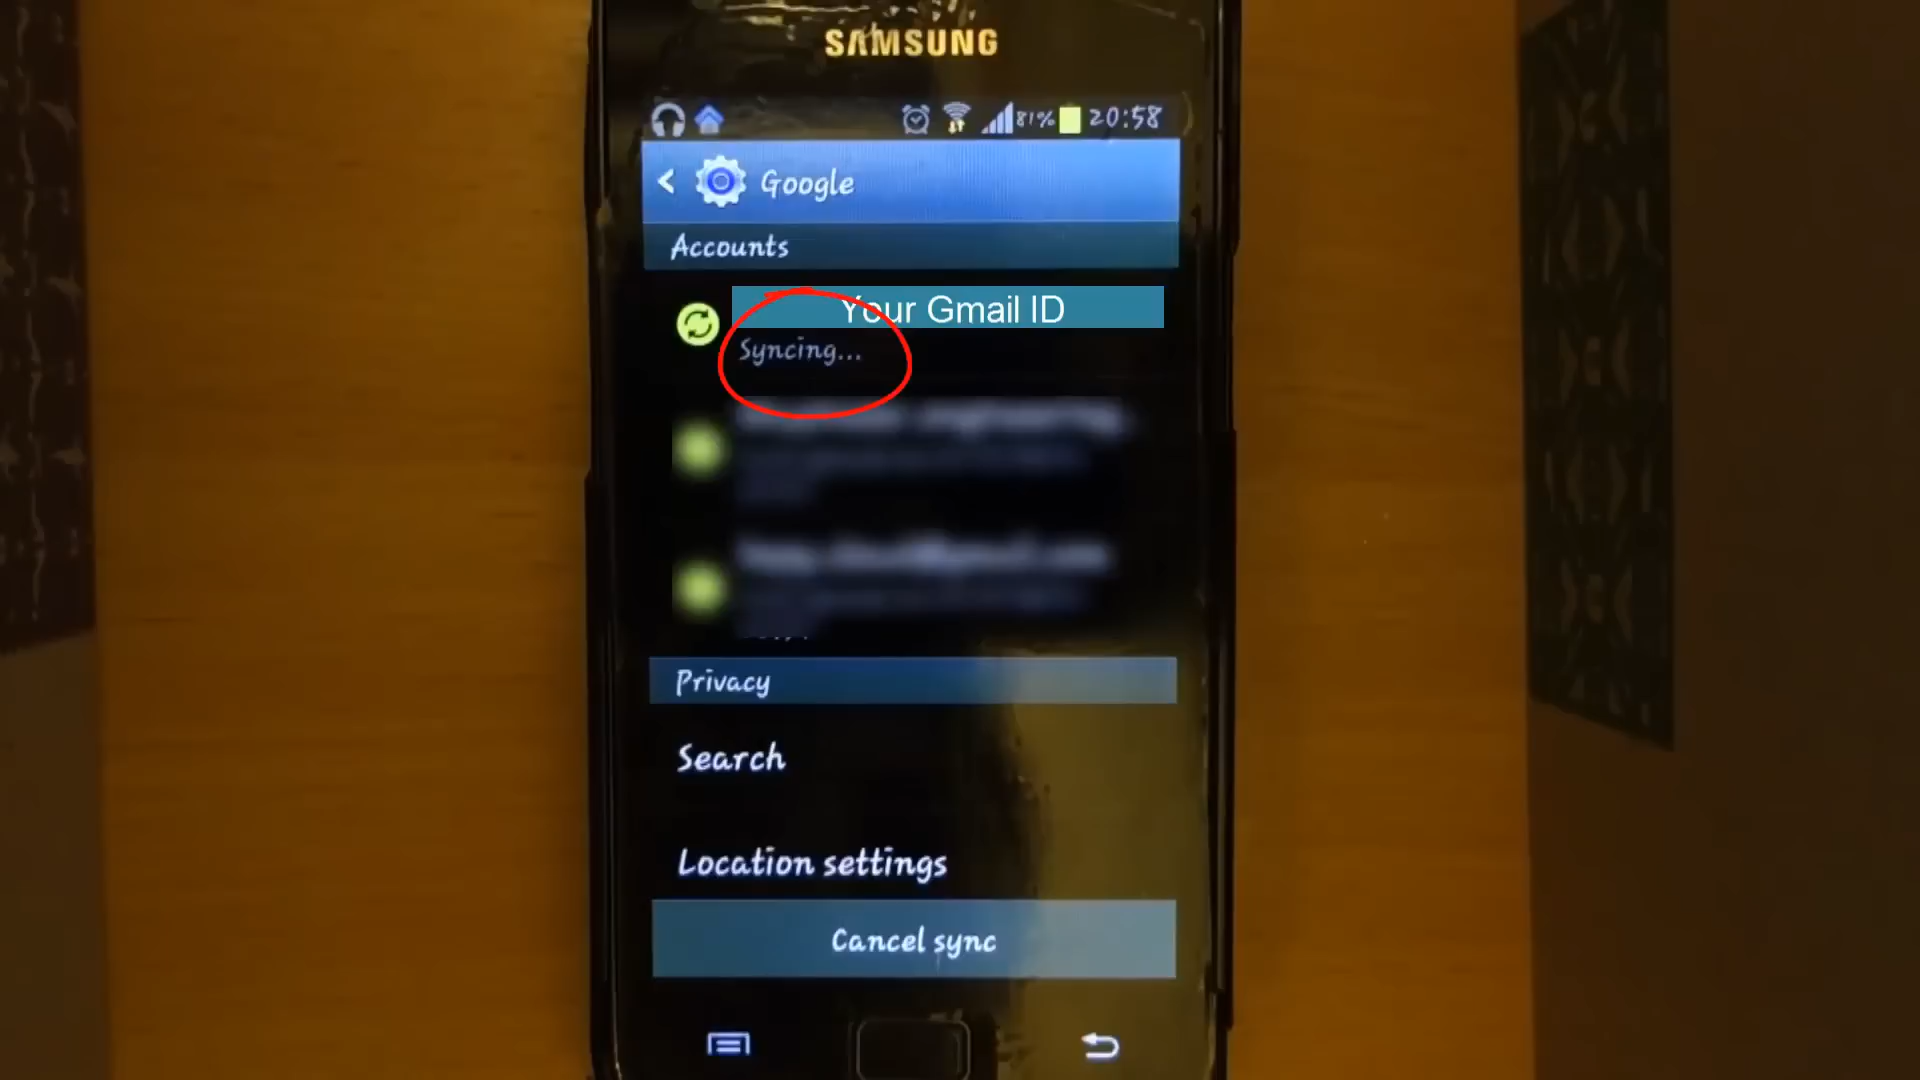 SAMSUNG
81% 20:58
Google
Accounts
Your Gmail ID
Syncing...
Privacy
Search
Location settings
Cancel sync